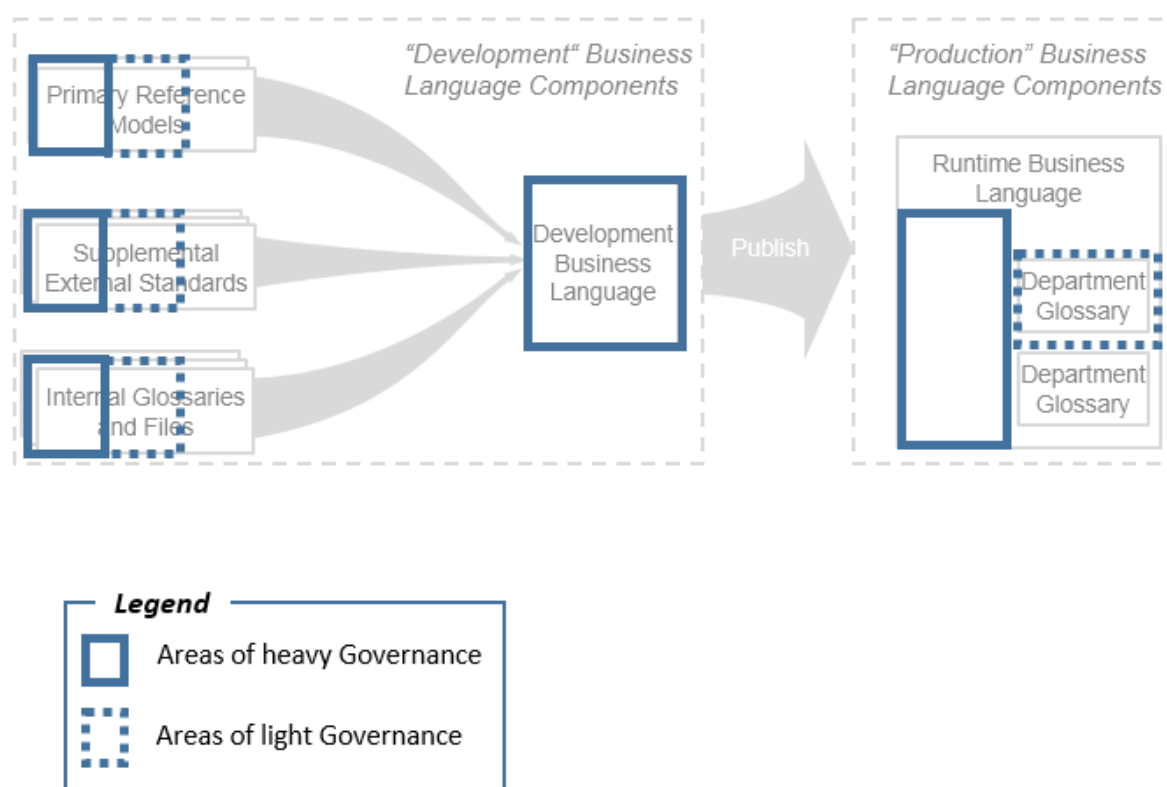 “Development“ Business
Language Components
“Production” Business
Language Components
Primary Reference
Models
Supplemental
External Standards
Internal Glossaries
and Files
Development
Business
Language
Publish
Runtime Business
Language
Department
Glossary
Department
Glossary
Legend
Areas of heavy Governance
Areas of light Governance